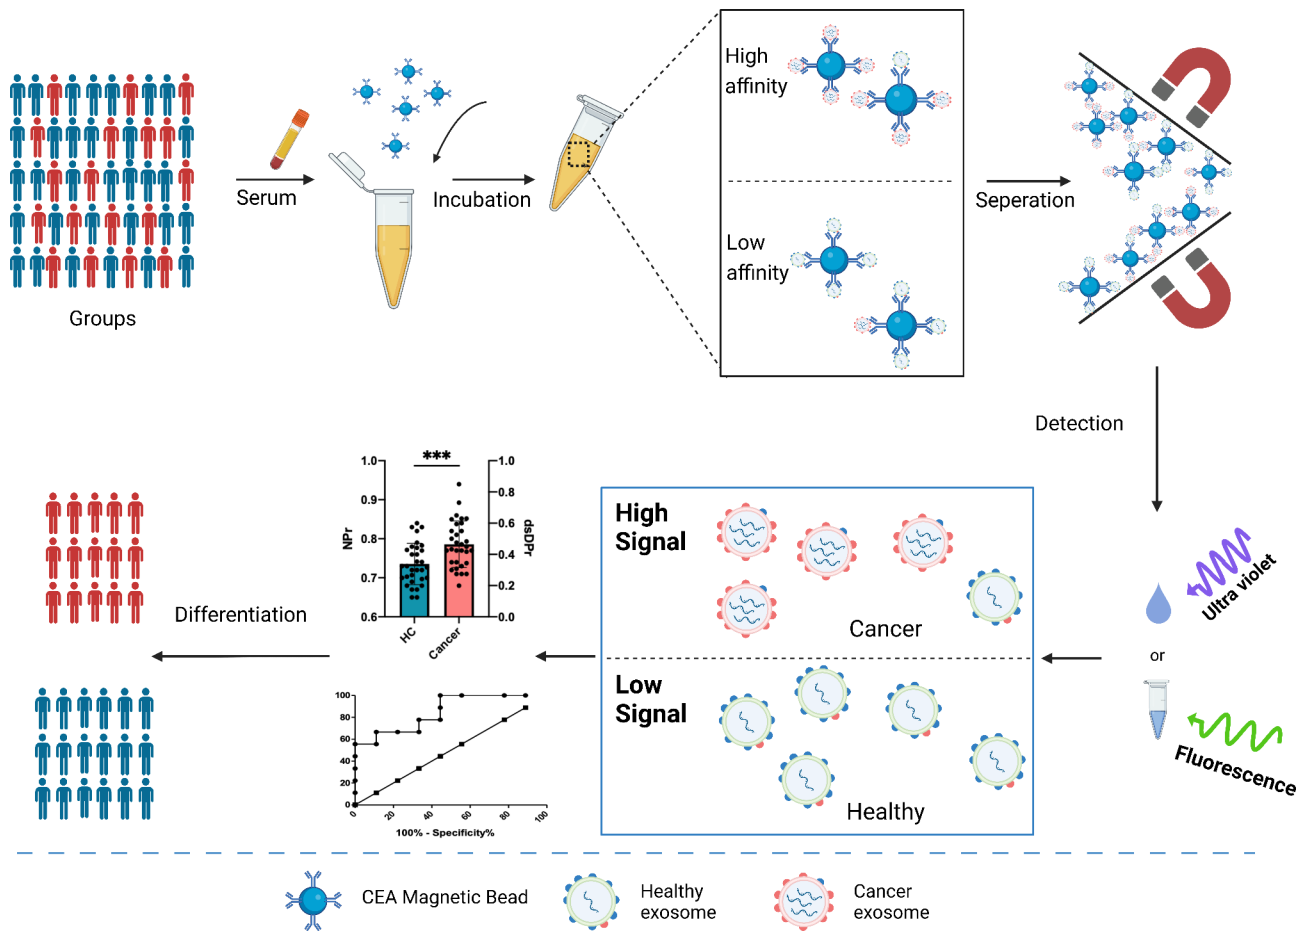 Groups
Serum
Incubation
High
affinity
Low
affinity
Seperation
Detection
Ultra violet
or
Fluorescence
High
Signal
Cancer
Low
Signal
Healthy
***
1.0
0.9
0.8
0.7
0.6
NPr
1.0
0.8
0.6
0.4
0.2
0.0
dsDPr
HC
Cancer
100
80
60
40
20
0
0
20
40
60
80
100
100% - Specificity%
Differentiation
CEA Magnetic Bead
Healthy
exosome
Cancer
exosome